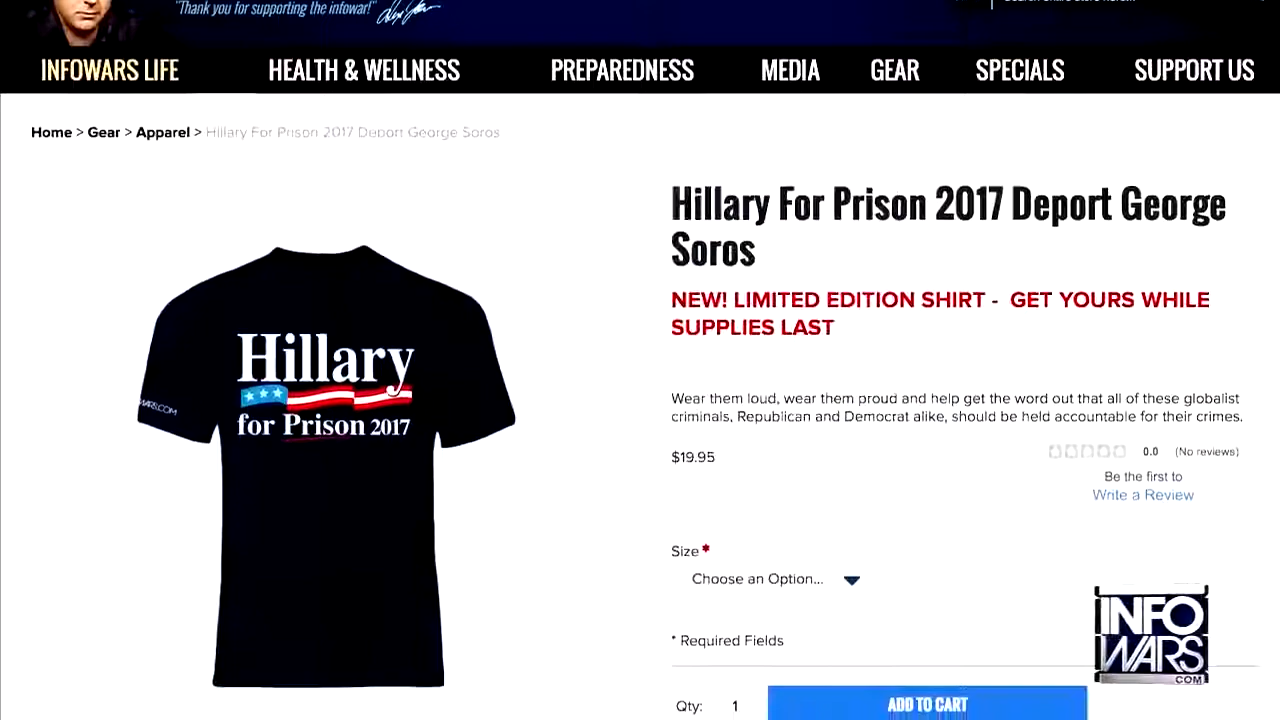 "Thank you for supporting the infowar!"
INFOWARS LIFE HEALTH & WELLNESS PREPAREDNESS MEDIA GEAR SPECIALS SUPPORT US
Home > Gear > Apparel > Hillary For Prison 2017 Deport George Soros
Hillary For Prison 2017 Deport George
Soros
NEW! LIMITED EDITION SHIRT - GET YOURS WHILE
SUPPLIES LAST
Hillary
for Prison 2017
WARS.COM
Wear them loud, wear them proud and help get the word out that all of these globalist
criminals, Republican and Democrat alike, should be held accountable for their crimes.
$19.95
0.0 (No reviews)
Be the first to
Write a Review
Size *
Choose an Option...
* Required Fields
INFO
WARS
.COM
Qty: 1 ADD TO CART